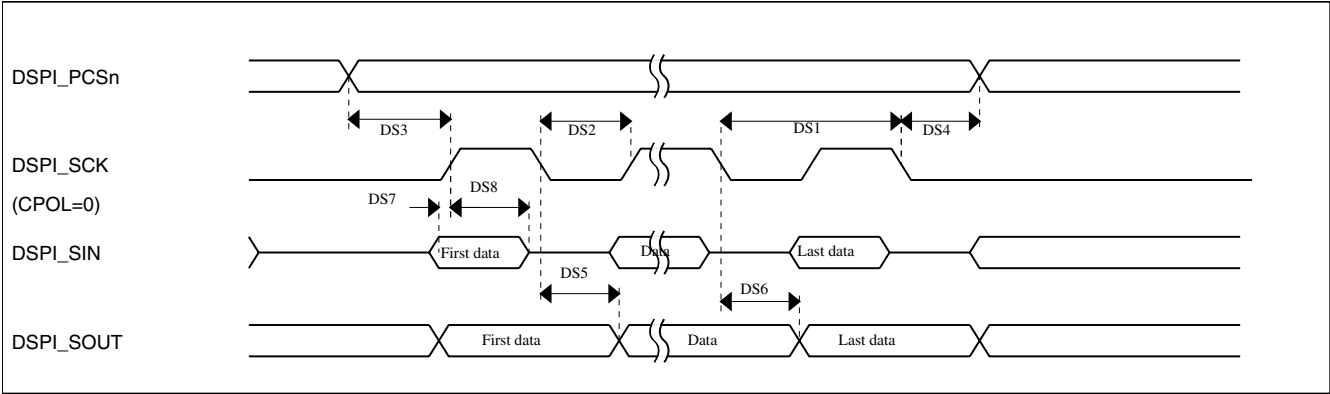 DSPI_PCSn
DS3
DS2
DS1
DS4
DSPI_SCK
(CPOL=0)
DS7
DS8
DSPI_SIN
First data
Data
Last data
DS5
DS6
DSPI_SOUT
First data
Data
Last data